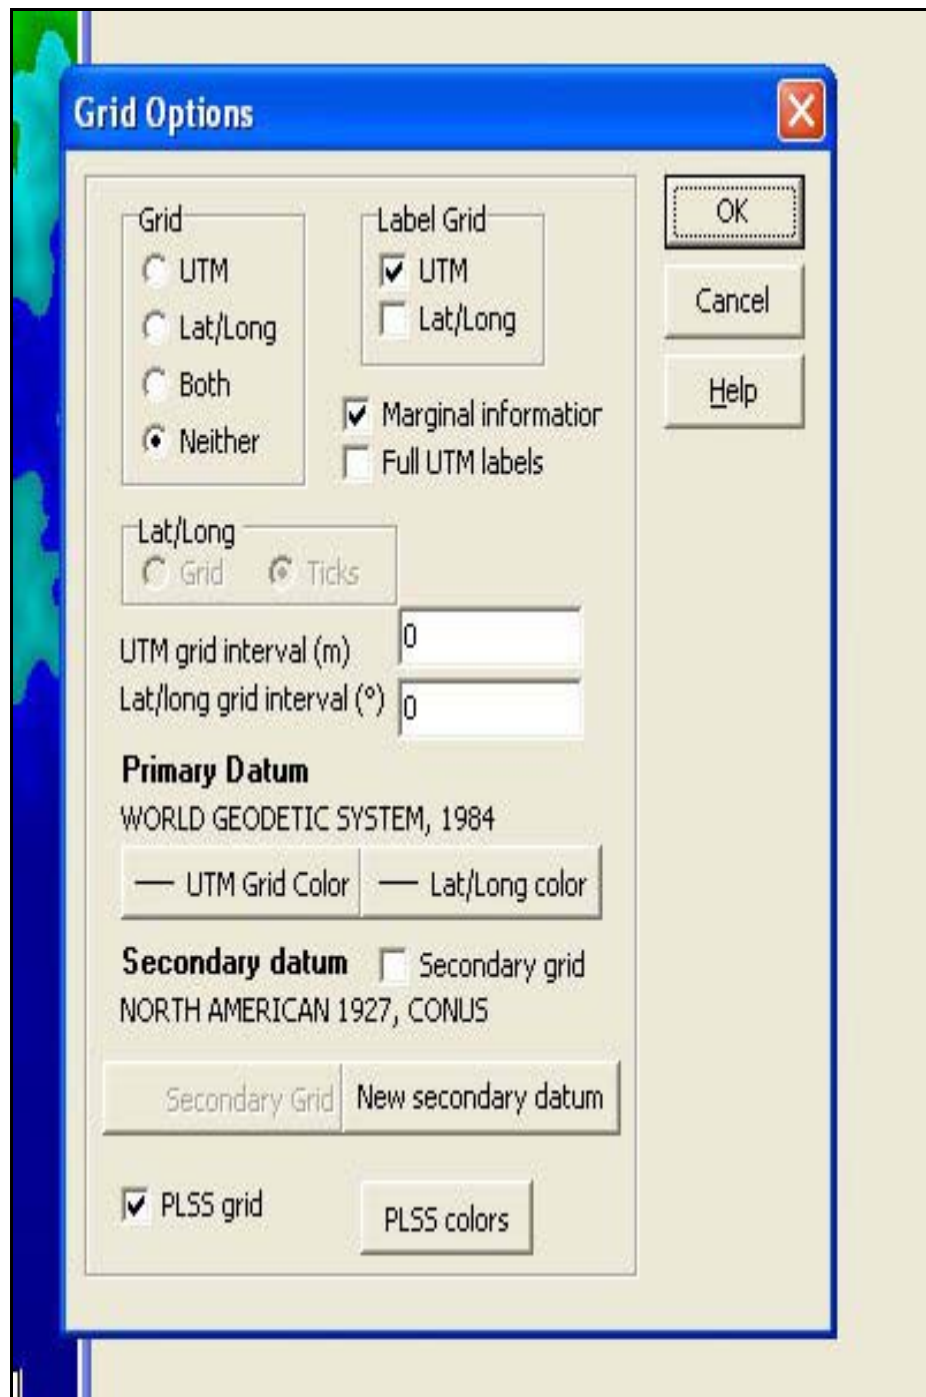 Grid Options
Grid
UTM
Lat/Long
Both
Neither
Label Grid
UTM
Lat/Long
Marginal information
Full UTM labels
OK
Cancel
Help
Lat/Long
Grid Ticks
UTM grid interval (m) 0
Lat/long grid interval (°) 0
Primary Datum
WORLD GEODETIC SYSTEM, 1984
UTM Grid Color Lat/Long color
Secondary datum Secondary grid
NORTH AMERICAN 1927, CONUS
Secondary Grid New secondary datum
PLSS grid PLSS colors